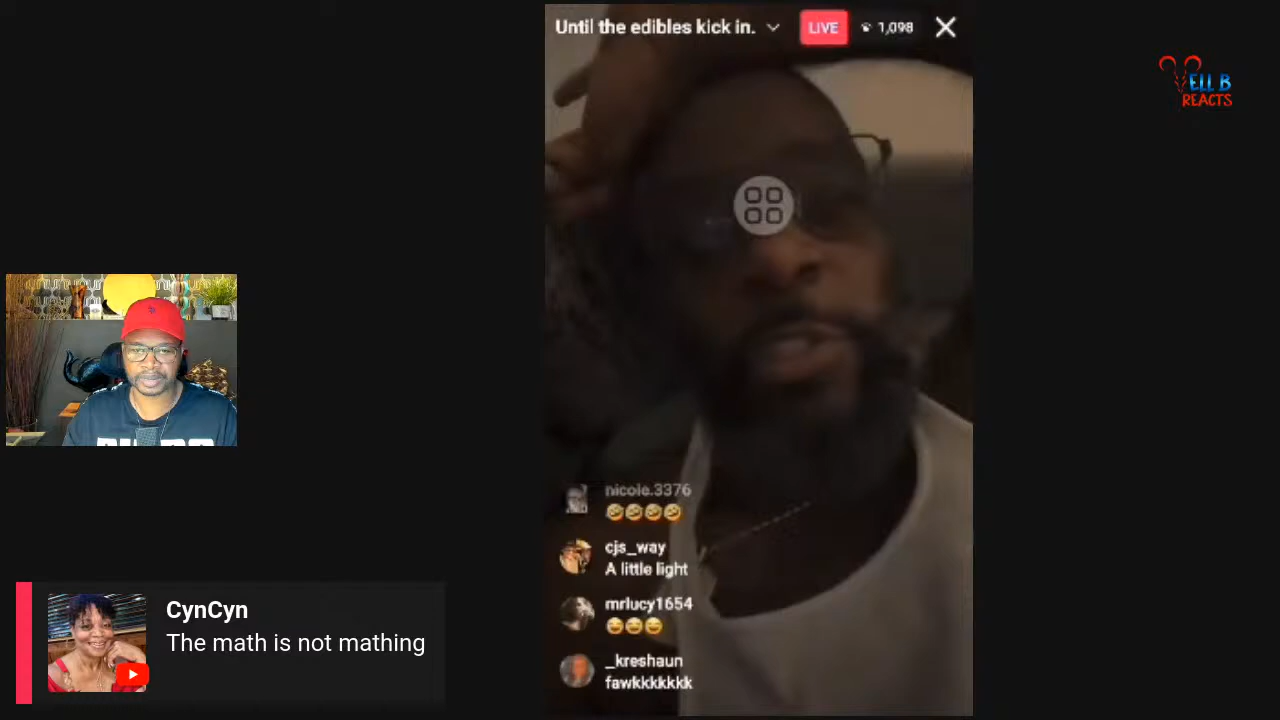 Until the edibles kick in.
LIVE
1,098
ELL B
REACTS
nicole.3376
🤣🤣🤣🤣
cjs_way
A little light
mrlucy1654
😂😂😂
_kreshaun
fawkkkkkkk
CynCyn
The math is not mathing